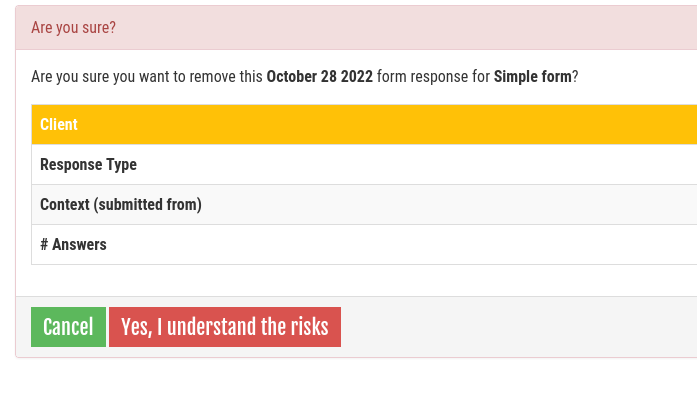 Are you sure?
Are you sure you want to remove this October 28 2022 form response for Simple form?
Client
Response Type
Context (submitted from)
# Answers
Cancel
Yes, I understand the risks